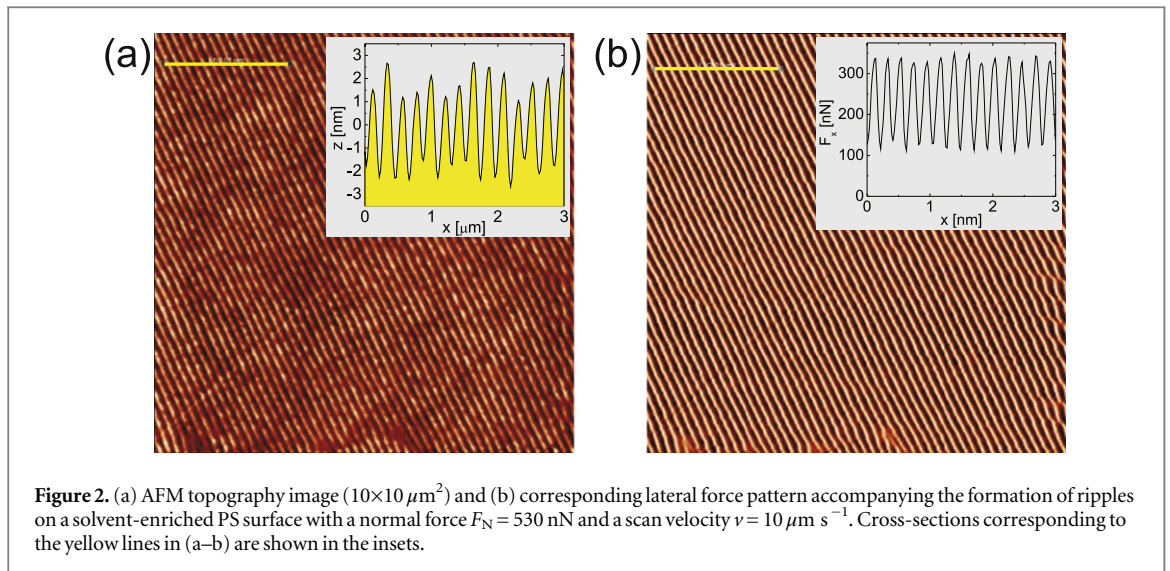 (a)
3
2
1
0
-1
-2
-3
z [nm]
0 1 2 3
x [μm]
(b)
300
200
100
0
F_x [nN]
0 1 2 3
x [nm]
Figure 2. (a) AFM topography image (10×10 μm²) and (b) corresponding lateral force pattern accompanying the formation of ripples
on a solvent-enriched PS surface with a normal force F_N = 530 nN and a scan velocity v = 10 μm s⁻¹. Cross-sections corresponding to
the yellow lines in (a–b) are shown in the insets.